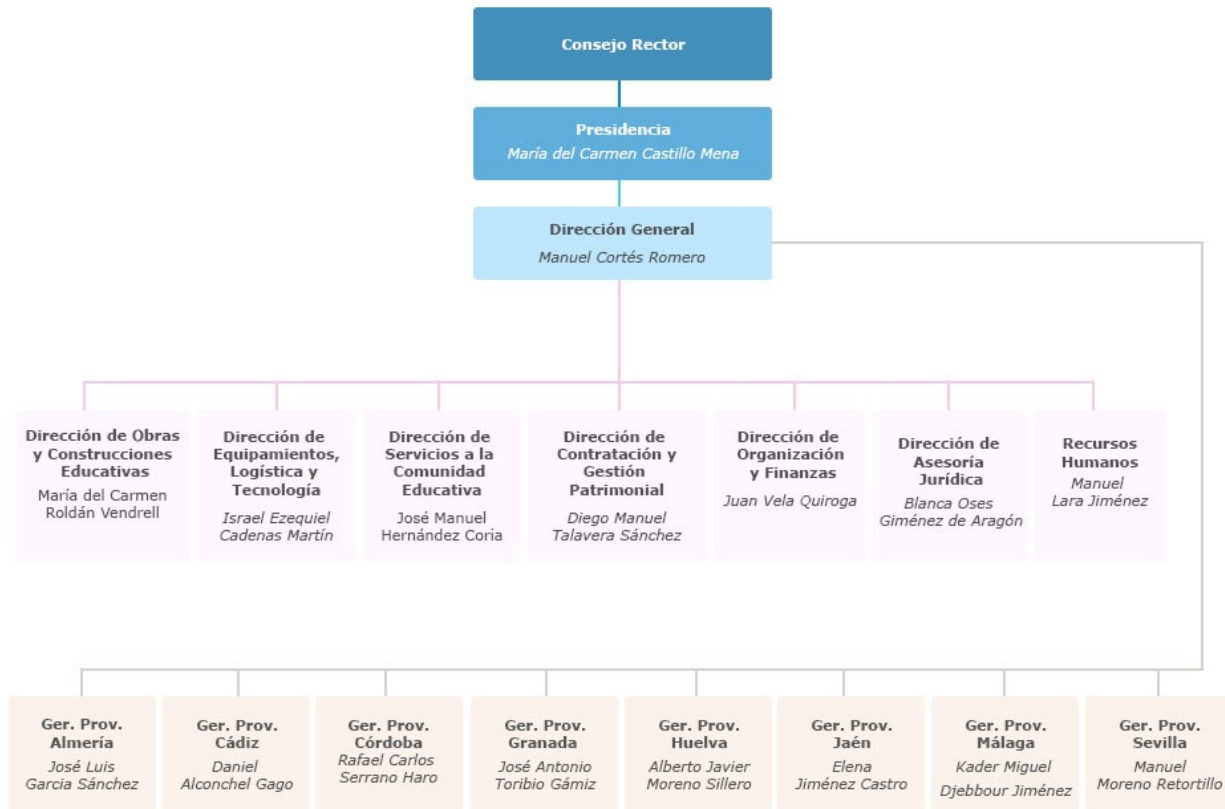 Consejo Rector
Presidencia
María del Carmen Castillo Mena
Dirección General
Manuel Cortés Romero
Dirección de Obras
y Construcciones
Educativas
María del Carmen
Roldán Vendrell
Dirección de
Equipamientos,
Logística y
Tecnología
Israel Ezequiel
Cadenas Martín
Dirección de
Servicios a la
Comunidad
Educativa
José Manuel
Hernández Coria
Dirección de
Contratación y
Gestión
Patrimonial
Diego Manuel
Talavera Sánchez
Dirección de
Organización
y Finanzas
Juan Vela Quiroga
Dirección de
Asesoría
Jurídica
Blanca Oses
Giménez de Aragón
Recursos
Humanos
Manuel
Lara Jiménez
Ger. Prov.
Almería
José Luis
Garcia Sánchez
Ger. Prov.
Cádiz
Daniel
Alconchel Gago
Ger. Prov.
Córdoba
Rafael Carlos
Serrano Haro
Ger. Prov.
Granada
José Antonio
Toribio Gámiz
Ger. Prov.
Huelva
Alberto Javier
Moreno Sillero
Ger. Prov.
Jaén
Elena
Jiménez Castro
Ger. Prov.
Málaga
Kader Miguel
Djebbour Jiménez
Ger. Prov.
Sevilla
Manuel
Moreno Retortillo